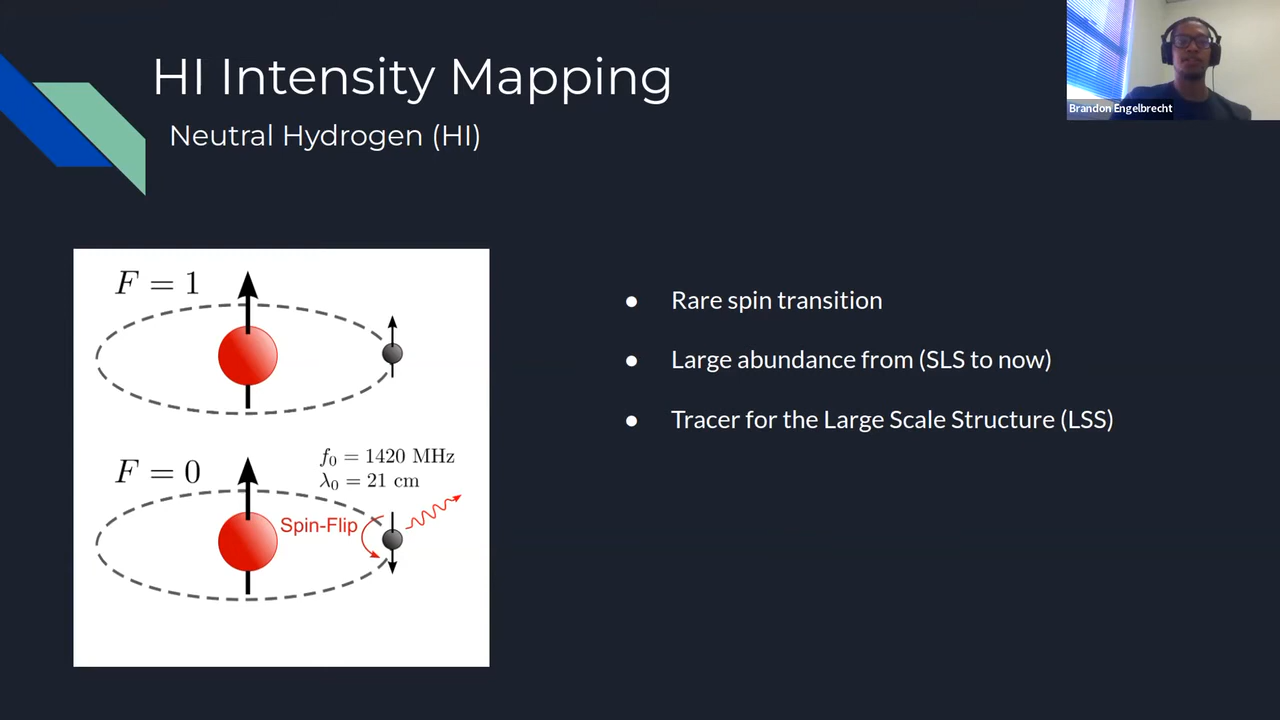 HI Intensity Mapping
Neutral Hydrogen (HI)
Brandon Engelbrecht
F = 1
F = 0
f₀ = 1420 MHz
λ₀ = 21 cm
Spin-Flip
● Rare spin transition
● Large abundance from (SLS to now)
● Tracer for the Large Scale Structure (LSS)